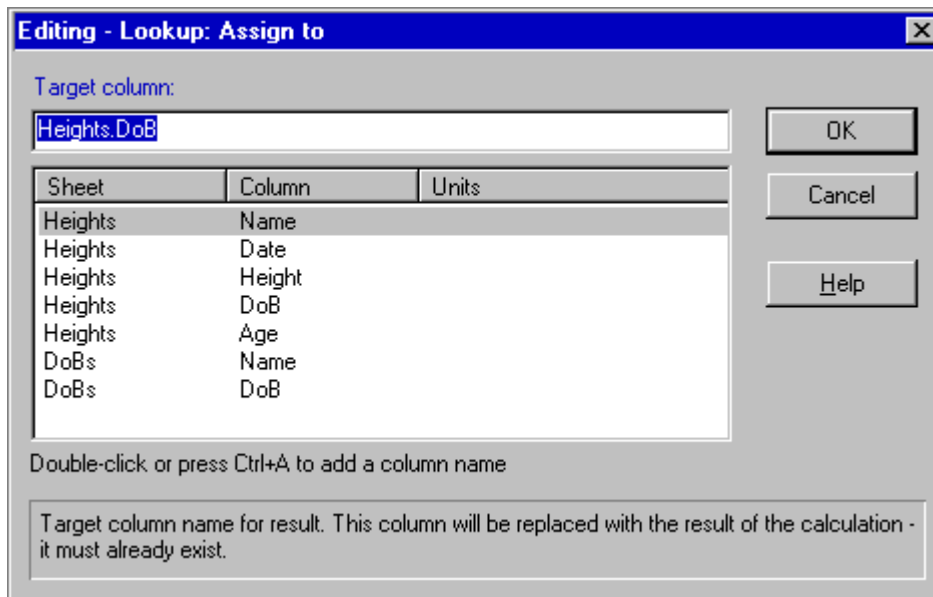 Editing - Lookup: Assign to
Target column:
Heights.DoB
OK
Sheet Column Units
Cancel
Heights Name
Heights Date
Heights Height
Help
Heights DoB
Heights Age
DoBs Name
DoBs DoB
Double-click or press Ctrl+A to add a column name
Target column name for result. This column will be replaced with the result of the calculation -
it must already exist.